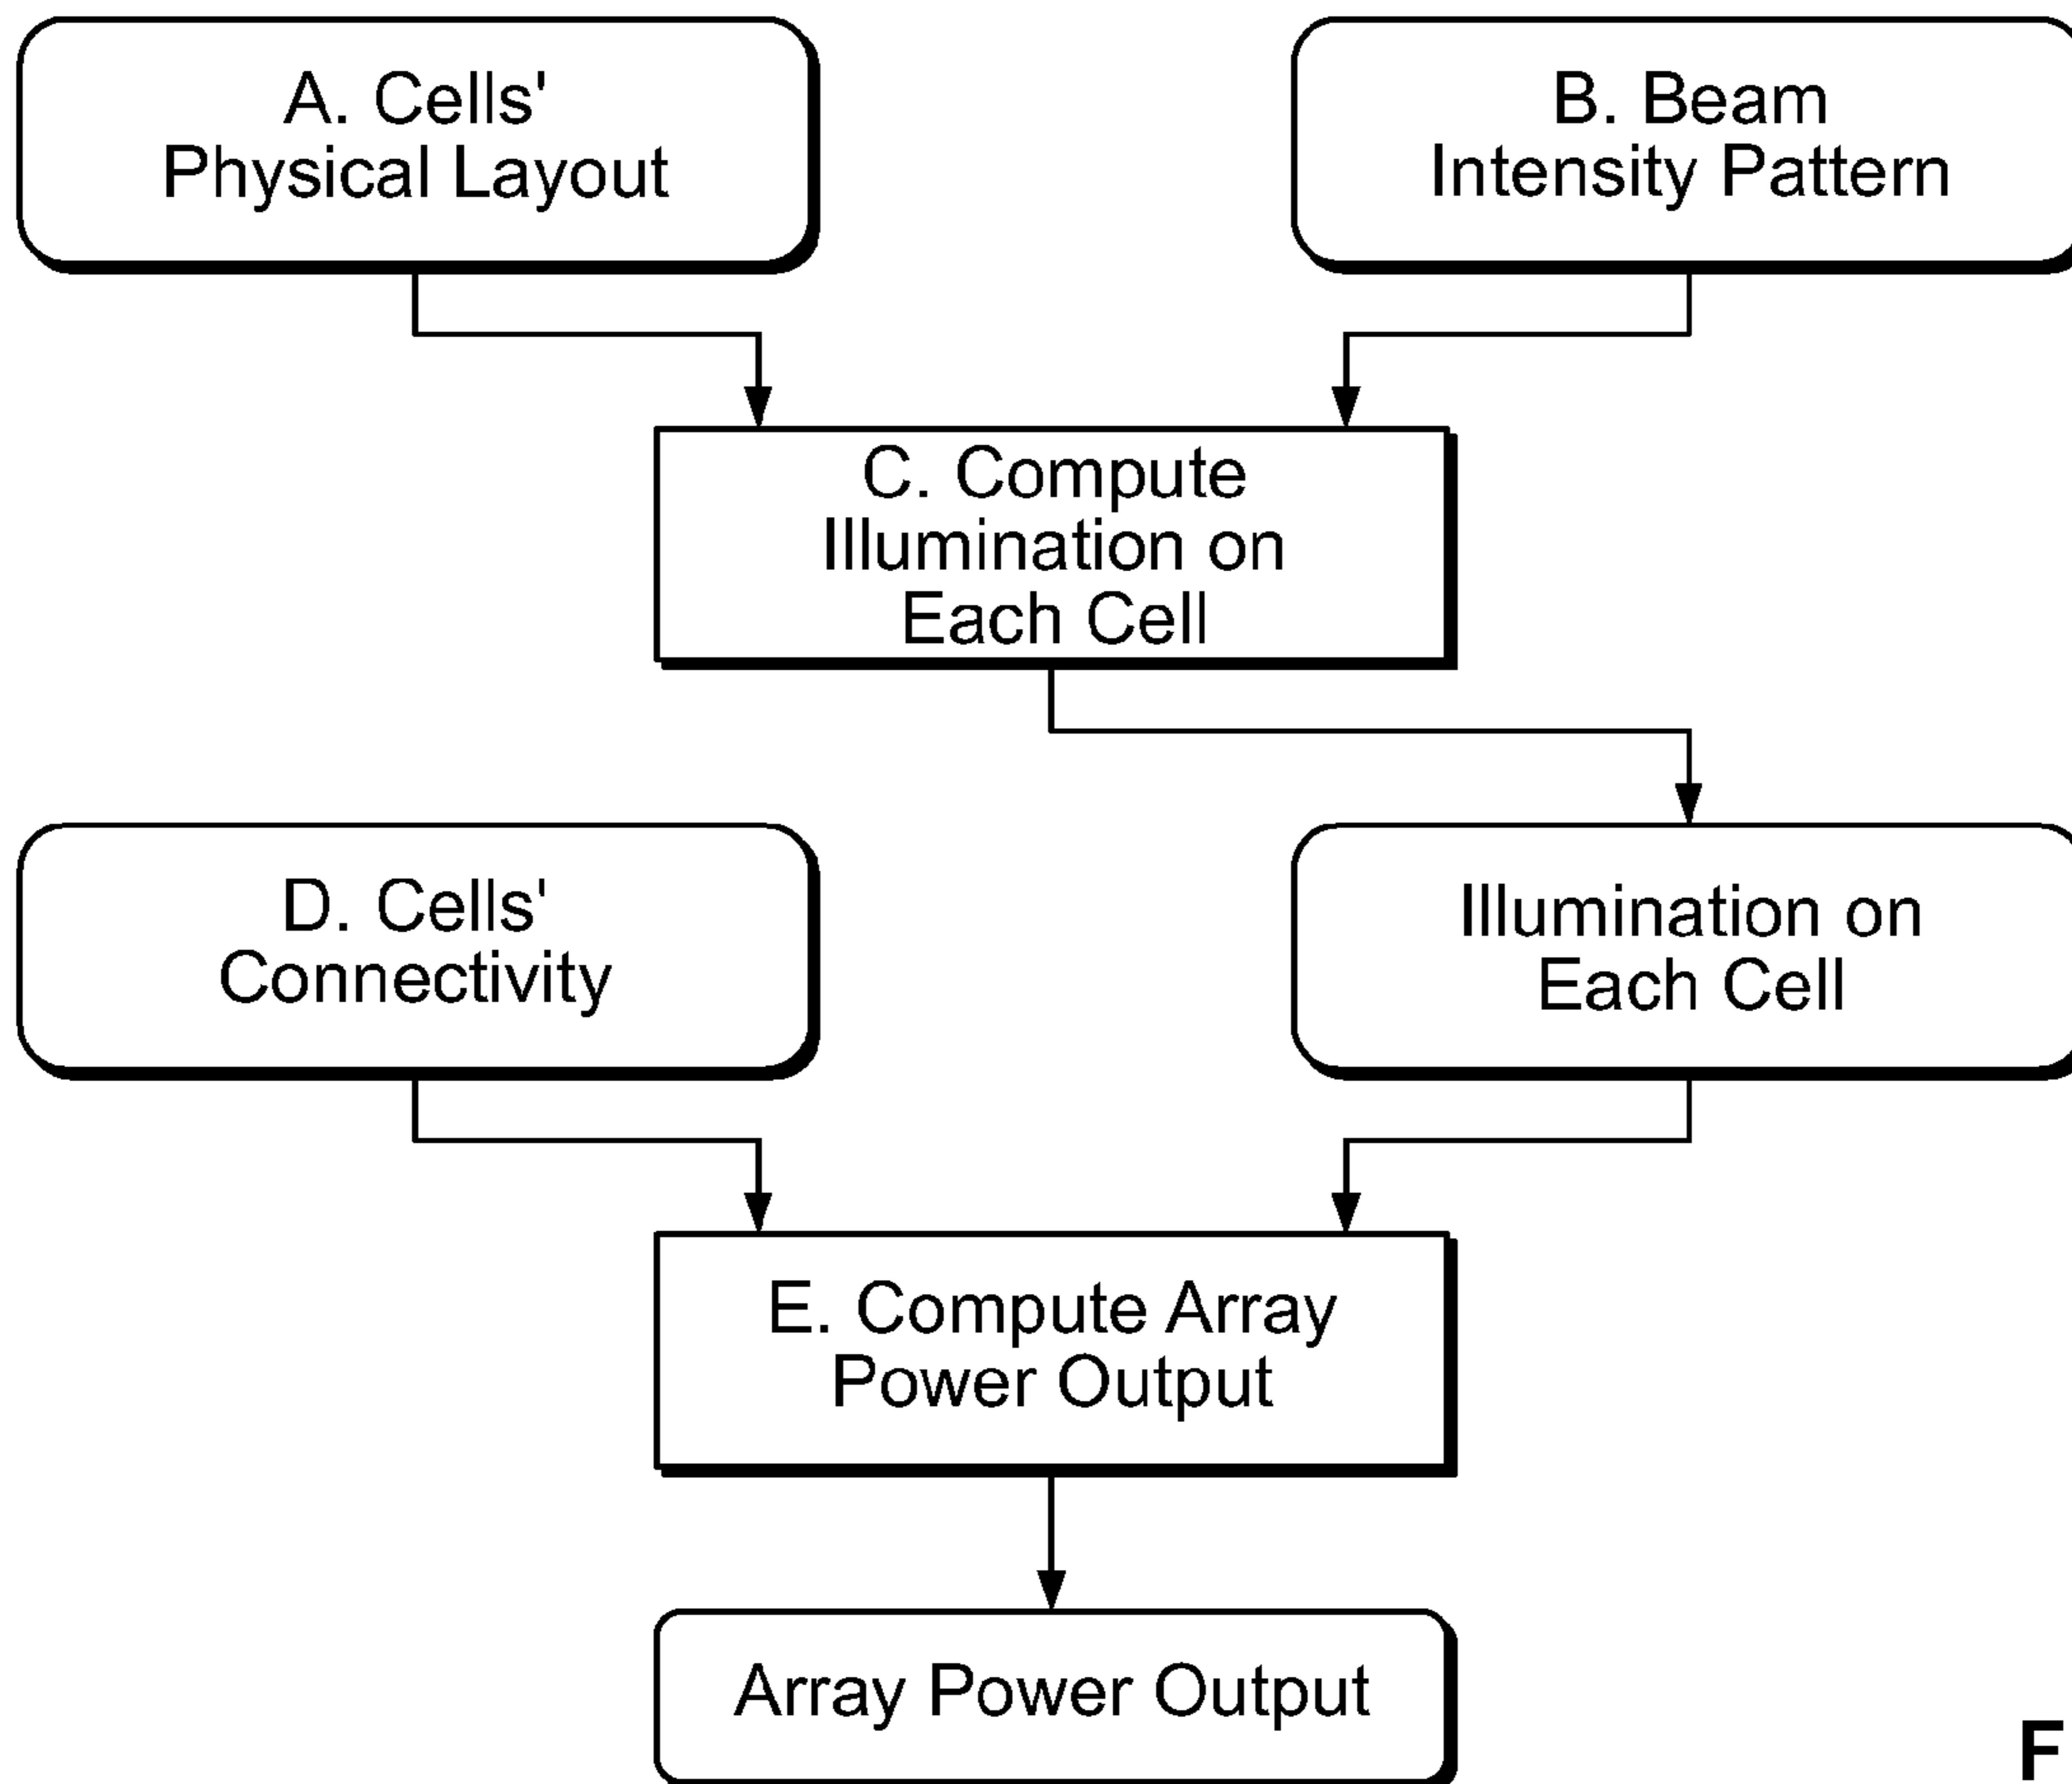 A. Cells'
Physical Layout
B. Beam
Intensity Pattern
C. Compute
Illumination on
Each Cell
D. Cells'
Connectivity
Illumination on
Each Cell
E. Compute Array
Power Output
Array Power Output
F